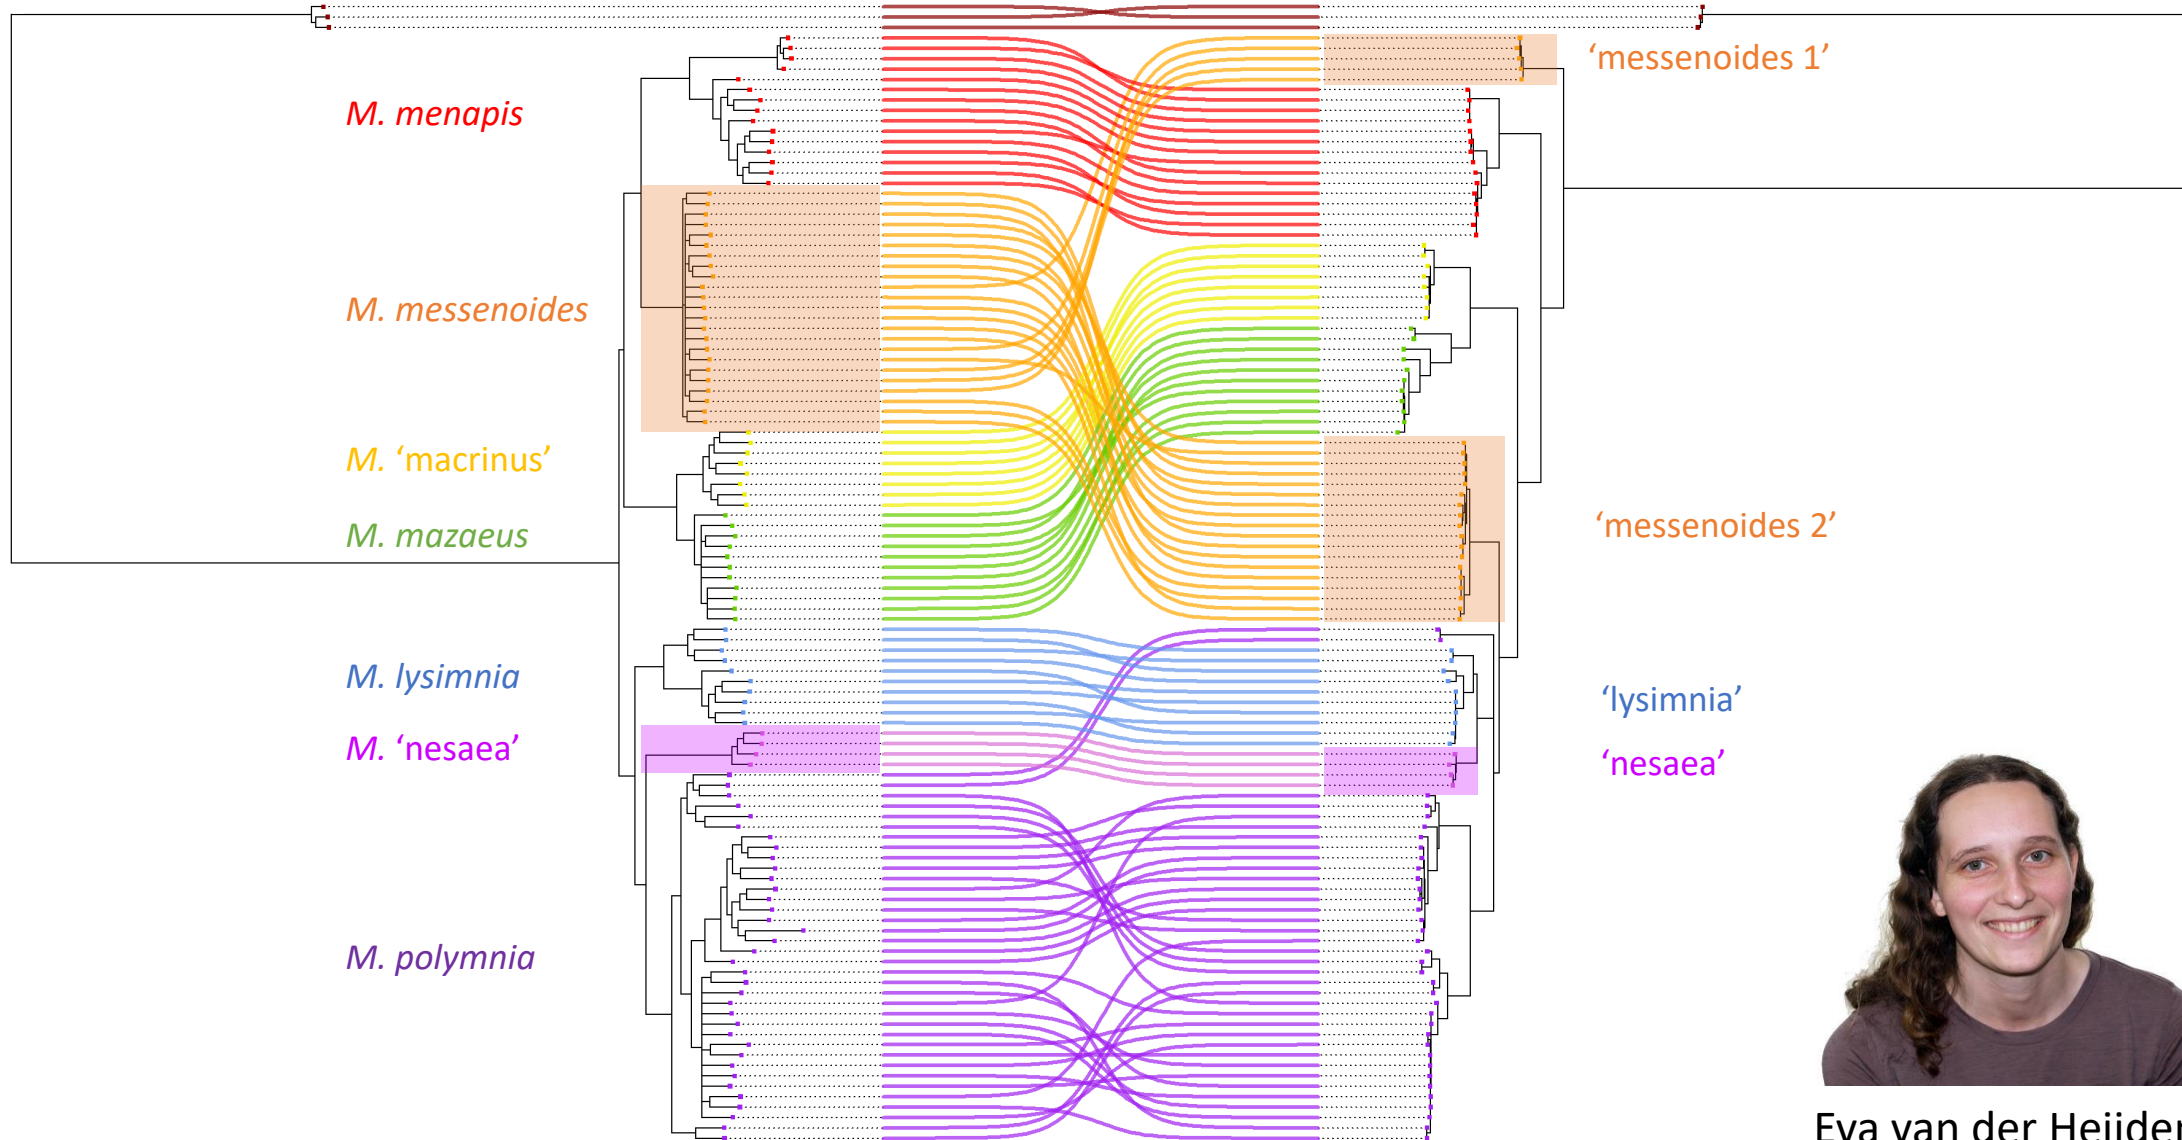 ‘messenoides 1’
M. menapis
M. messenoides
M. ‘macrinus’
M. mazaeus
‘messenoides 2’
M. lysimnia
‘lysimnia’
M. ‘nesaea’
‘nesaea’
M. polymnia
Eva van der Heijden